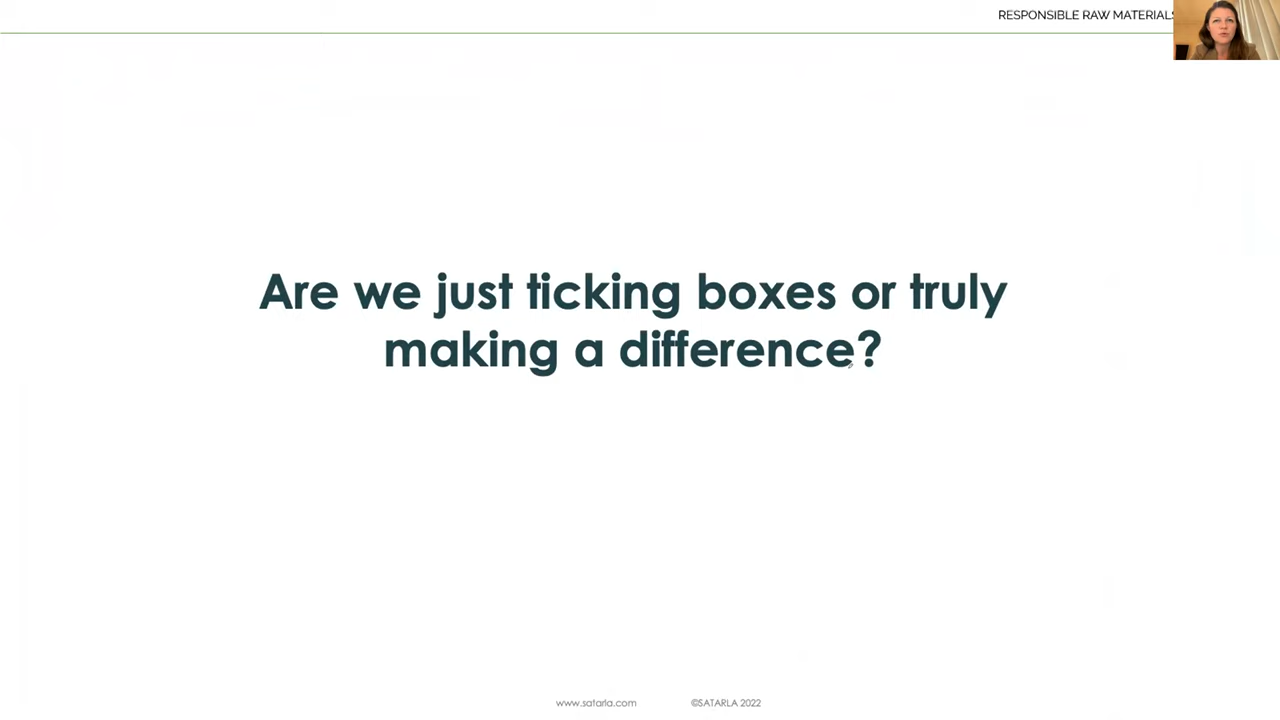 RESPONSIBLE RAW MATERIALS
Are we just ticking boxes or truly
making a difference?
www.satarla.com ©SATARLA 2022